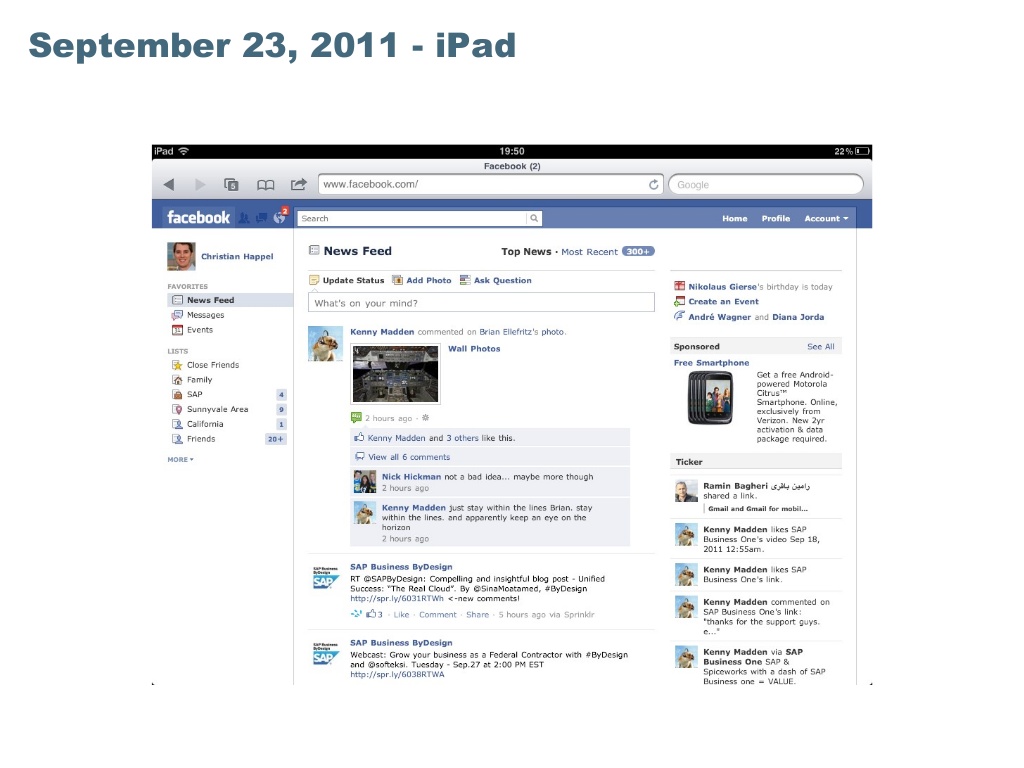 September 23, 2011 - iPad
iPad
19:50
22%
Facebook (2)
5
www.facebook.com/
Google
facebook
2
Search
Home Profile Account
Christian Happel
FAVORITES
News Feed
Messages
Events
LISTS
Close Friends
Family
SAP 4
Sunnyvale Area 9
California 1
Friends 20+
MORE
News Feed
Top News · Most Recent 300+
Update Status Add Photo Ask Question
What's on your mind?
Kenny Madden commented on Brian Ellefritz's photo.
Wall Photos
2 hours ago ·
Kenny Madden and 3 others like this.
View all 6 comments
Nick Hickman not a bad idea... maybe more though
2 hours ago
Kenny Madden just stay within the lines Brian. stay
within the lines. and apparently keep an eye on the
horizon
2 hours ago
SAP Business
ByDesign
SAP
SAP Business ByDesign
RT @SAPByDesign: Compelling and insightful blog post - Unified
Success: "The Real Cloud". By @SinaMoatamed, #ByDesign
http://spr.ly/6031RTWh <-new comments!
3 · Like · Comment · Share · 5 hours ago via Sprinklr
SAP Business
ByDesign
SAP
SAP Business ByDesign
Webcast: Grow your business as a Federal Contractor with #ByDesign
and @softeksi. Tuesday - Sep.27 at 2:00 PM EST
http://spr.ly/6038RTWA
Nikolaus Gierse's birthday is today
Create an Event
André Wagner and Diana Jorda
Sponsored See All
Free Smartphone
Get a free Android-
powered Motorola
Citrus™
Smartphone. Online,
exclusively from
Verizon. New 2yr
activation & data
package required.
Ticker
Ramin Bagheri رامین باقری
shared a link.
Gmail and Gmail for mobil...
Kenny Madden likes SAP
Business One's video Sep 18,
2011 12:55am.
Kenny Madden likes SAP
Business One's link.
Kenny Madden commented on
SAP Business One's link:
"thanks for the support guys.
e..."
Kenny Madden via SAP
Business One SAP &
Spiceworks with a dash of SAP
Business one = VALUE.